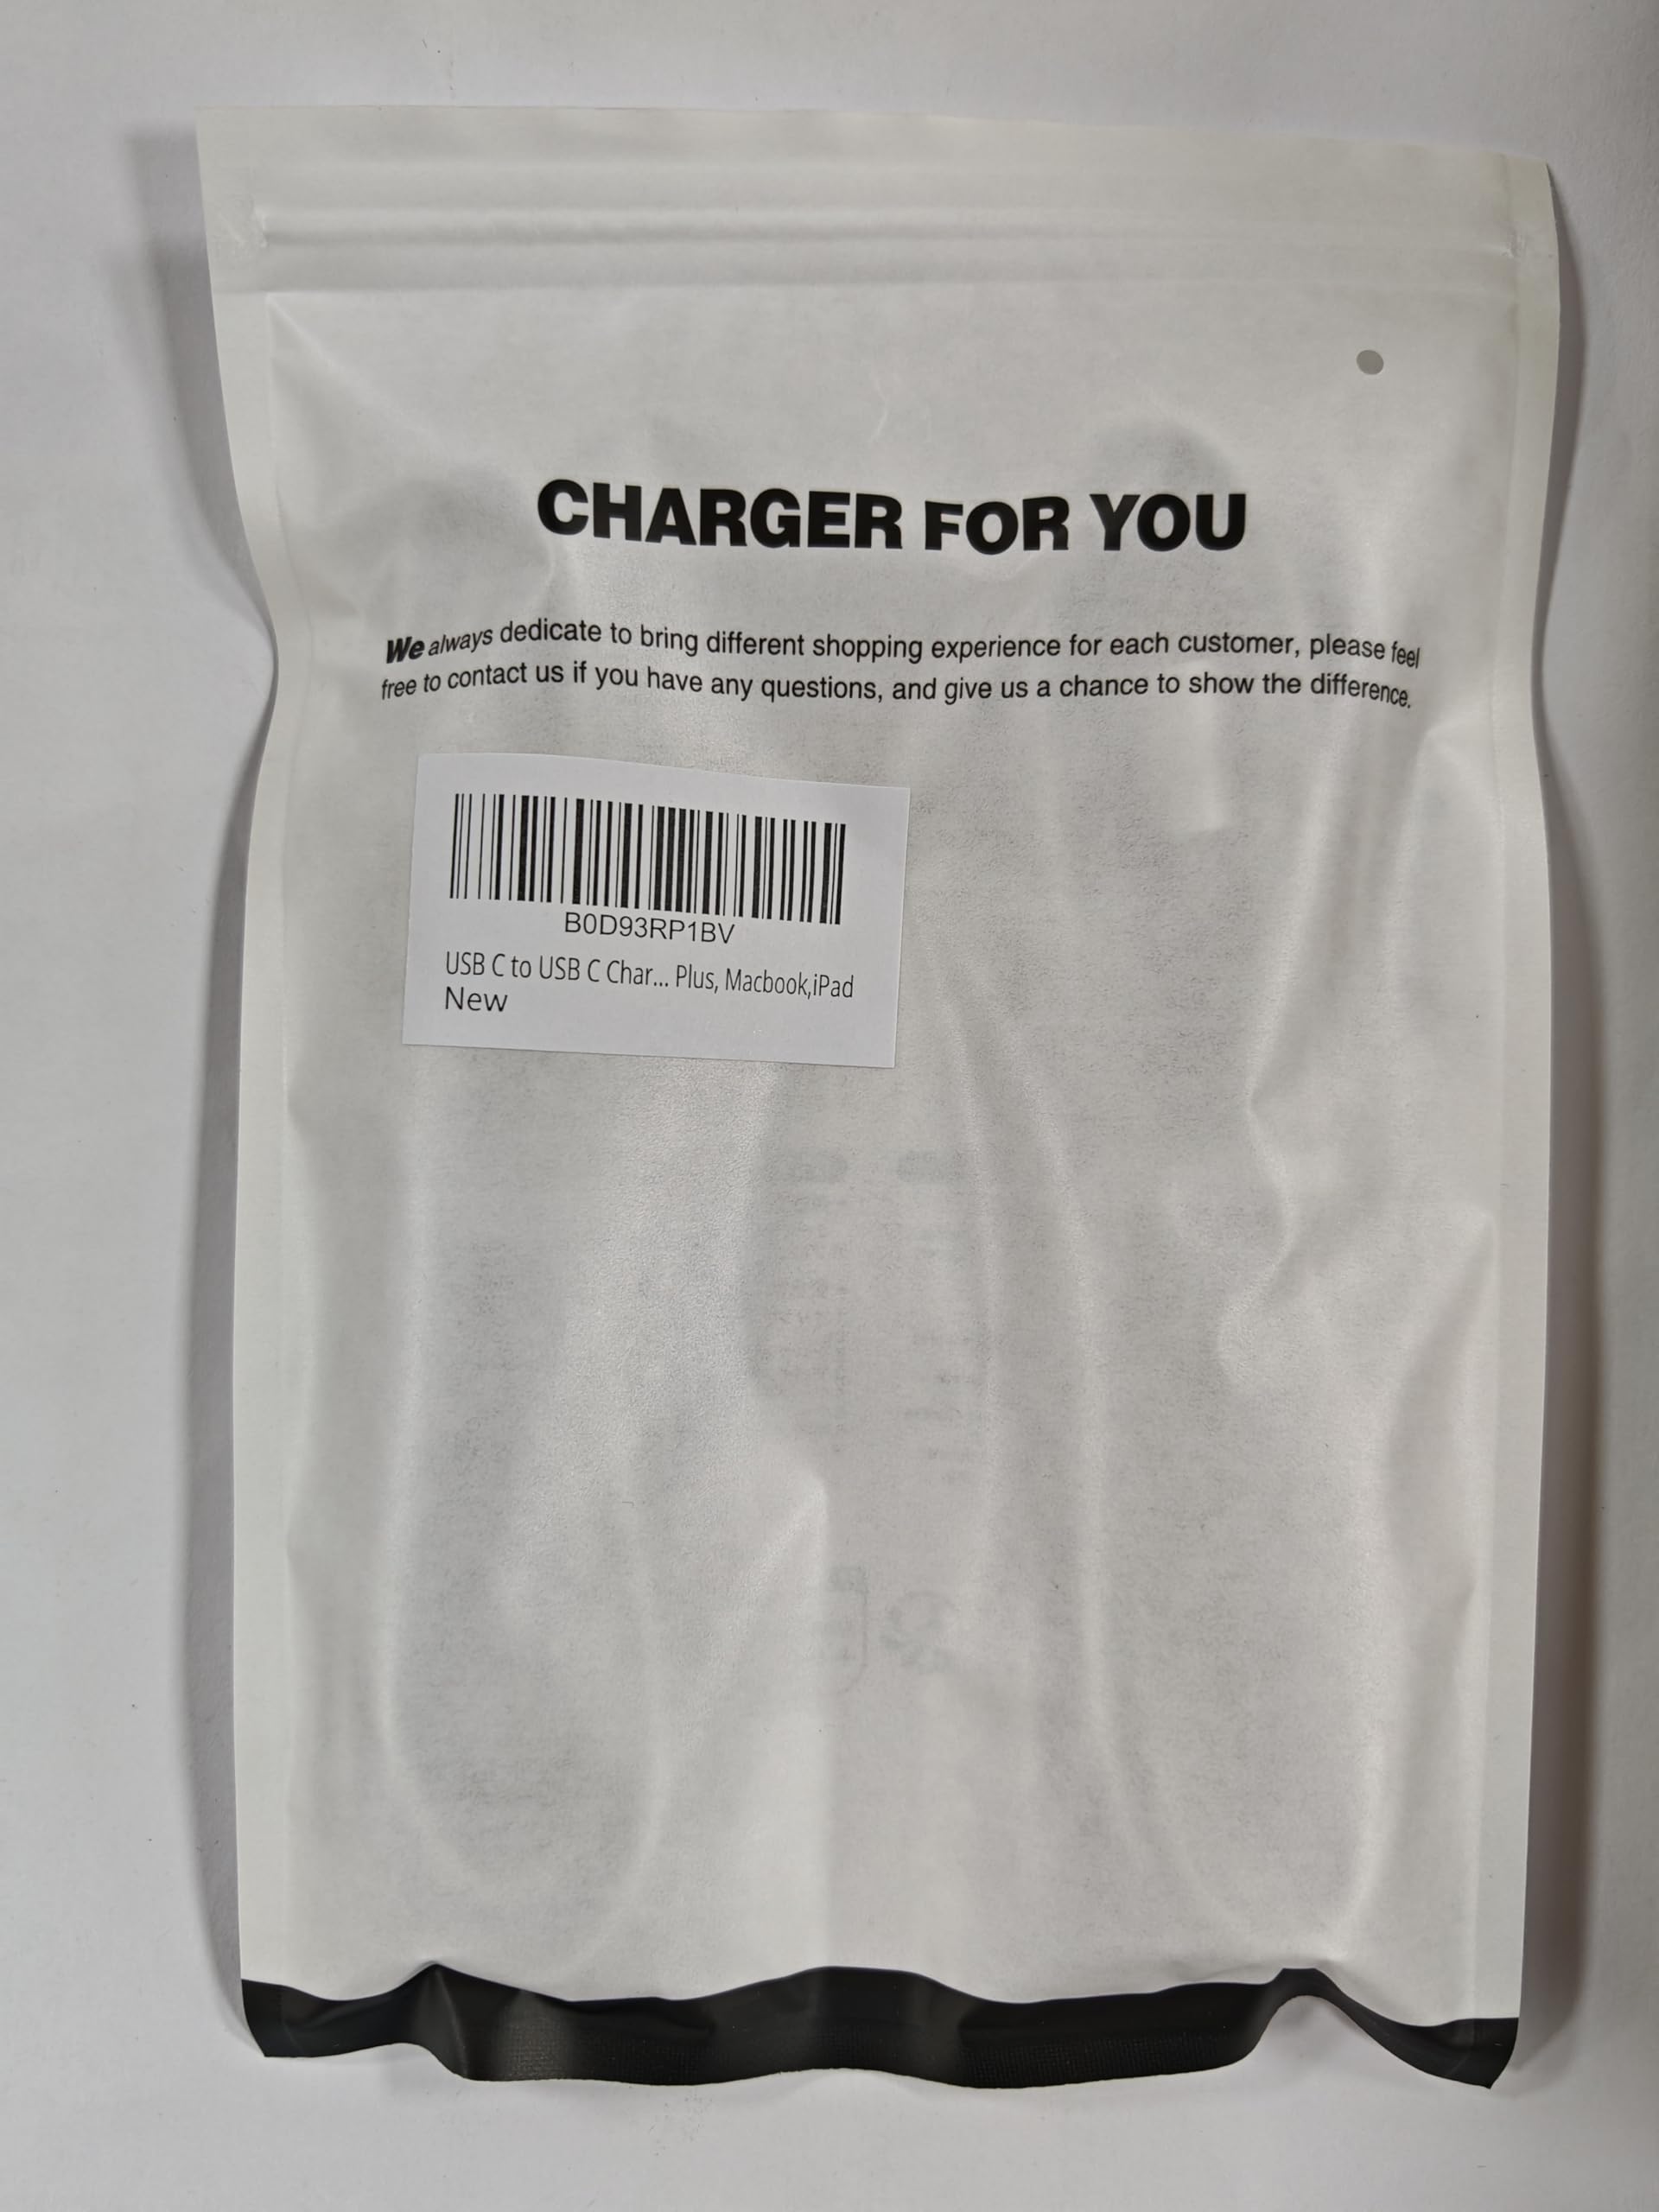 CHARGER FOR YOU
We always dedicate to bring different shopping experience for each customer, please feel
free to contact us if you have any questions, and give us a chance to show the difference.
B0D93RP1BV
USB C to USB C Char... Plus, Macbook,iPad
New